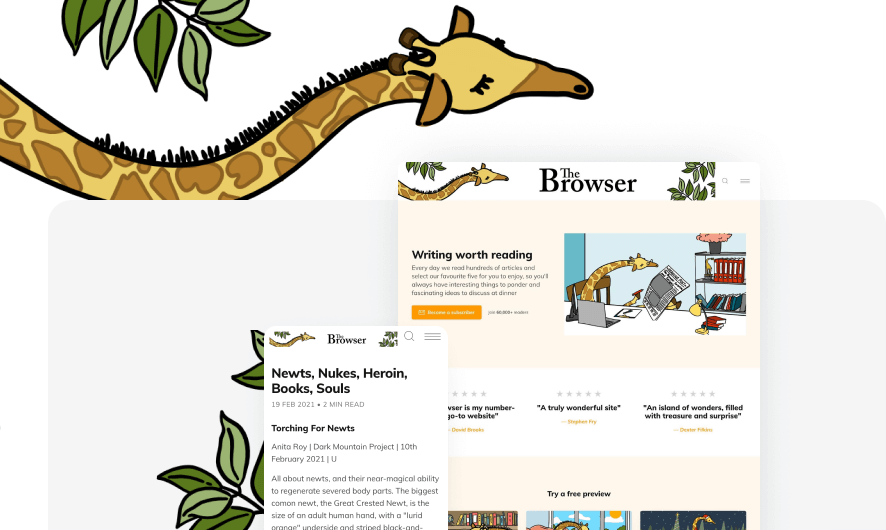 The
Browser
Writing worth reading
Every day we read hundreds of articles and
select our favourite five for you to enjoy, so you'll
always have interesting things to ponder and
fascinating ideas to discuss at dinner
Become a subscriber
Join 60,000+ readers
The
Browser
Newts, Nukes, Heroin,
Books, Souls
19 FEB 2021 • 2 MIN READ
Torching For Newts
Anita Roy | Dark Mountain Project | 10th
February 2021 | U
All about newts, and their near-magical ability
to regenerate severed body parts. The biggest
comon newt, the Great Crested Newt, is the
size of an adult human hand, with a "lurid
orange" underside and striped black-and-
wser is my number-
go-to website"
— David Brooks
"A truly wonderful site"
— Stephen Fry
"An island of wonders, filled
with treasure and surprise"
— Dexter Filkins
Try a free preview